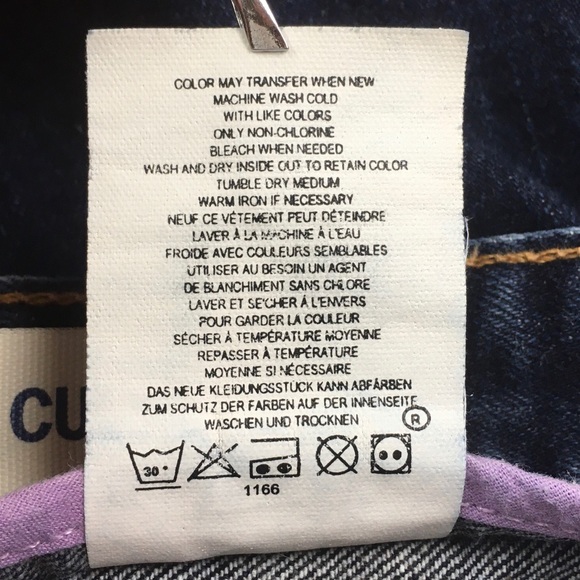 COLOR MAY TRANSFER WHEN NEW
MACHINE WASH COLD
WITH LIKE COLORS
ONLY NON-CHLORINE
BLEACH WHEN NEEDED
WASH AND DRY INSIDE OUT TO RETAIN COLOR
TUMBLE DRY MEDIUM
WARM IRON IF NECESSARY
NEUF CE VÊTEMENT PEUT DÉTEINDRE
LAVER À LA MACHINE À L'EAU
FROIDE AVEC COULEURS SEMBLABLES
UTILISER AU BESOIN UN AGENT
DE BLANCHIMENT SANS CHLORE
LAVER ET SÉCHER À L'ENVERS
POUR GARDER LA COULEUR
SÉCHER À TEMPÉRATURE MOYENNE
REPASSER À TEMPÉRATURE
MOYENNE SI NÉCESSAIRE
DAS NEUE KLEIDUNGSSTÜCK KANN ABFÄRBEN
ZUM SCHUTZ DER FARBEN AUF DER INNENSEITE
WASCHEN UND TROCKNEN ®
30°
1166
CU